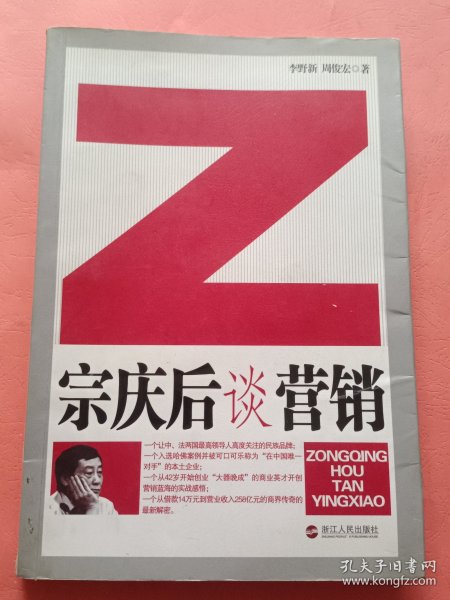 李野新 周俊宏◎著
Z
宗庆后谈营销
一个让中、法两国最高领导人高度关注的民族品牌；
一个入选哈佛案例并被可口可乐称为“在中国唯一
对手”的本土企业；
一个从42岁开始创业“大器晚成”的商业英才开创
营销蓝海的实战感悟；
一个从借款14万元到营业收入258亿元的商界传奇的
最新解密。
ZONGQING
HOU
TAN
YINGXIAO
浙江人民出版社
ZHEJIANG PEOPLE'S PUBLISHING HOUSE
孔夫子旧书网
www.kongfz.com